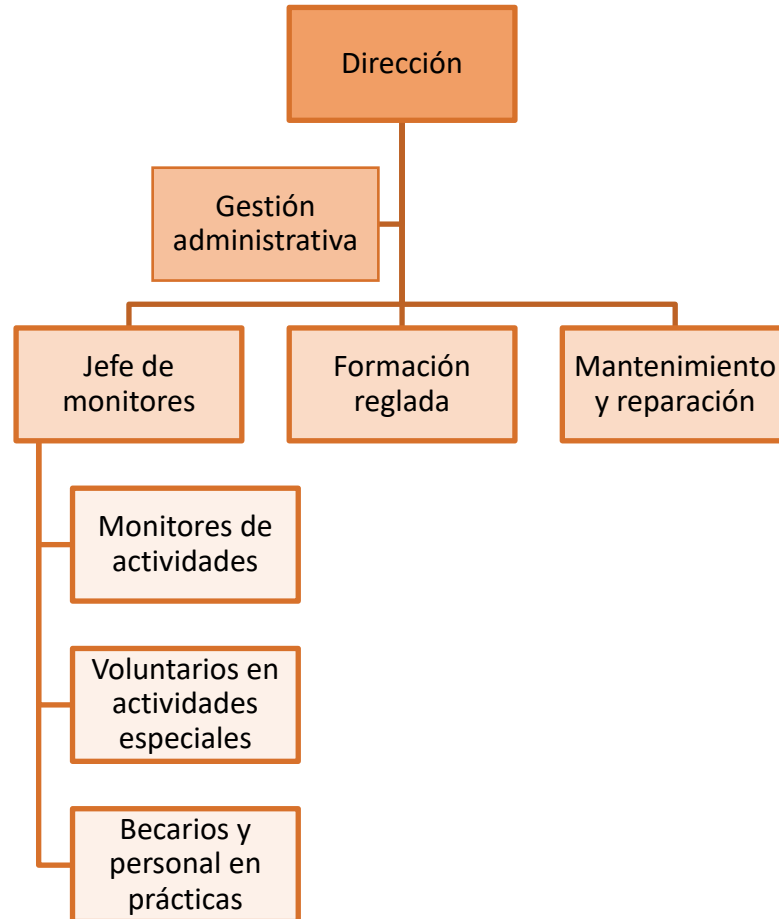 Dirección
Gestión
administrativa
Jefe de
monitores
Formación
reglada
Mantenimiento
y reparación
Monitores de
actividades
Voluntarios en
actividades
especiales
Becarios y
personal en
prácticas